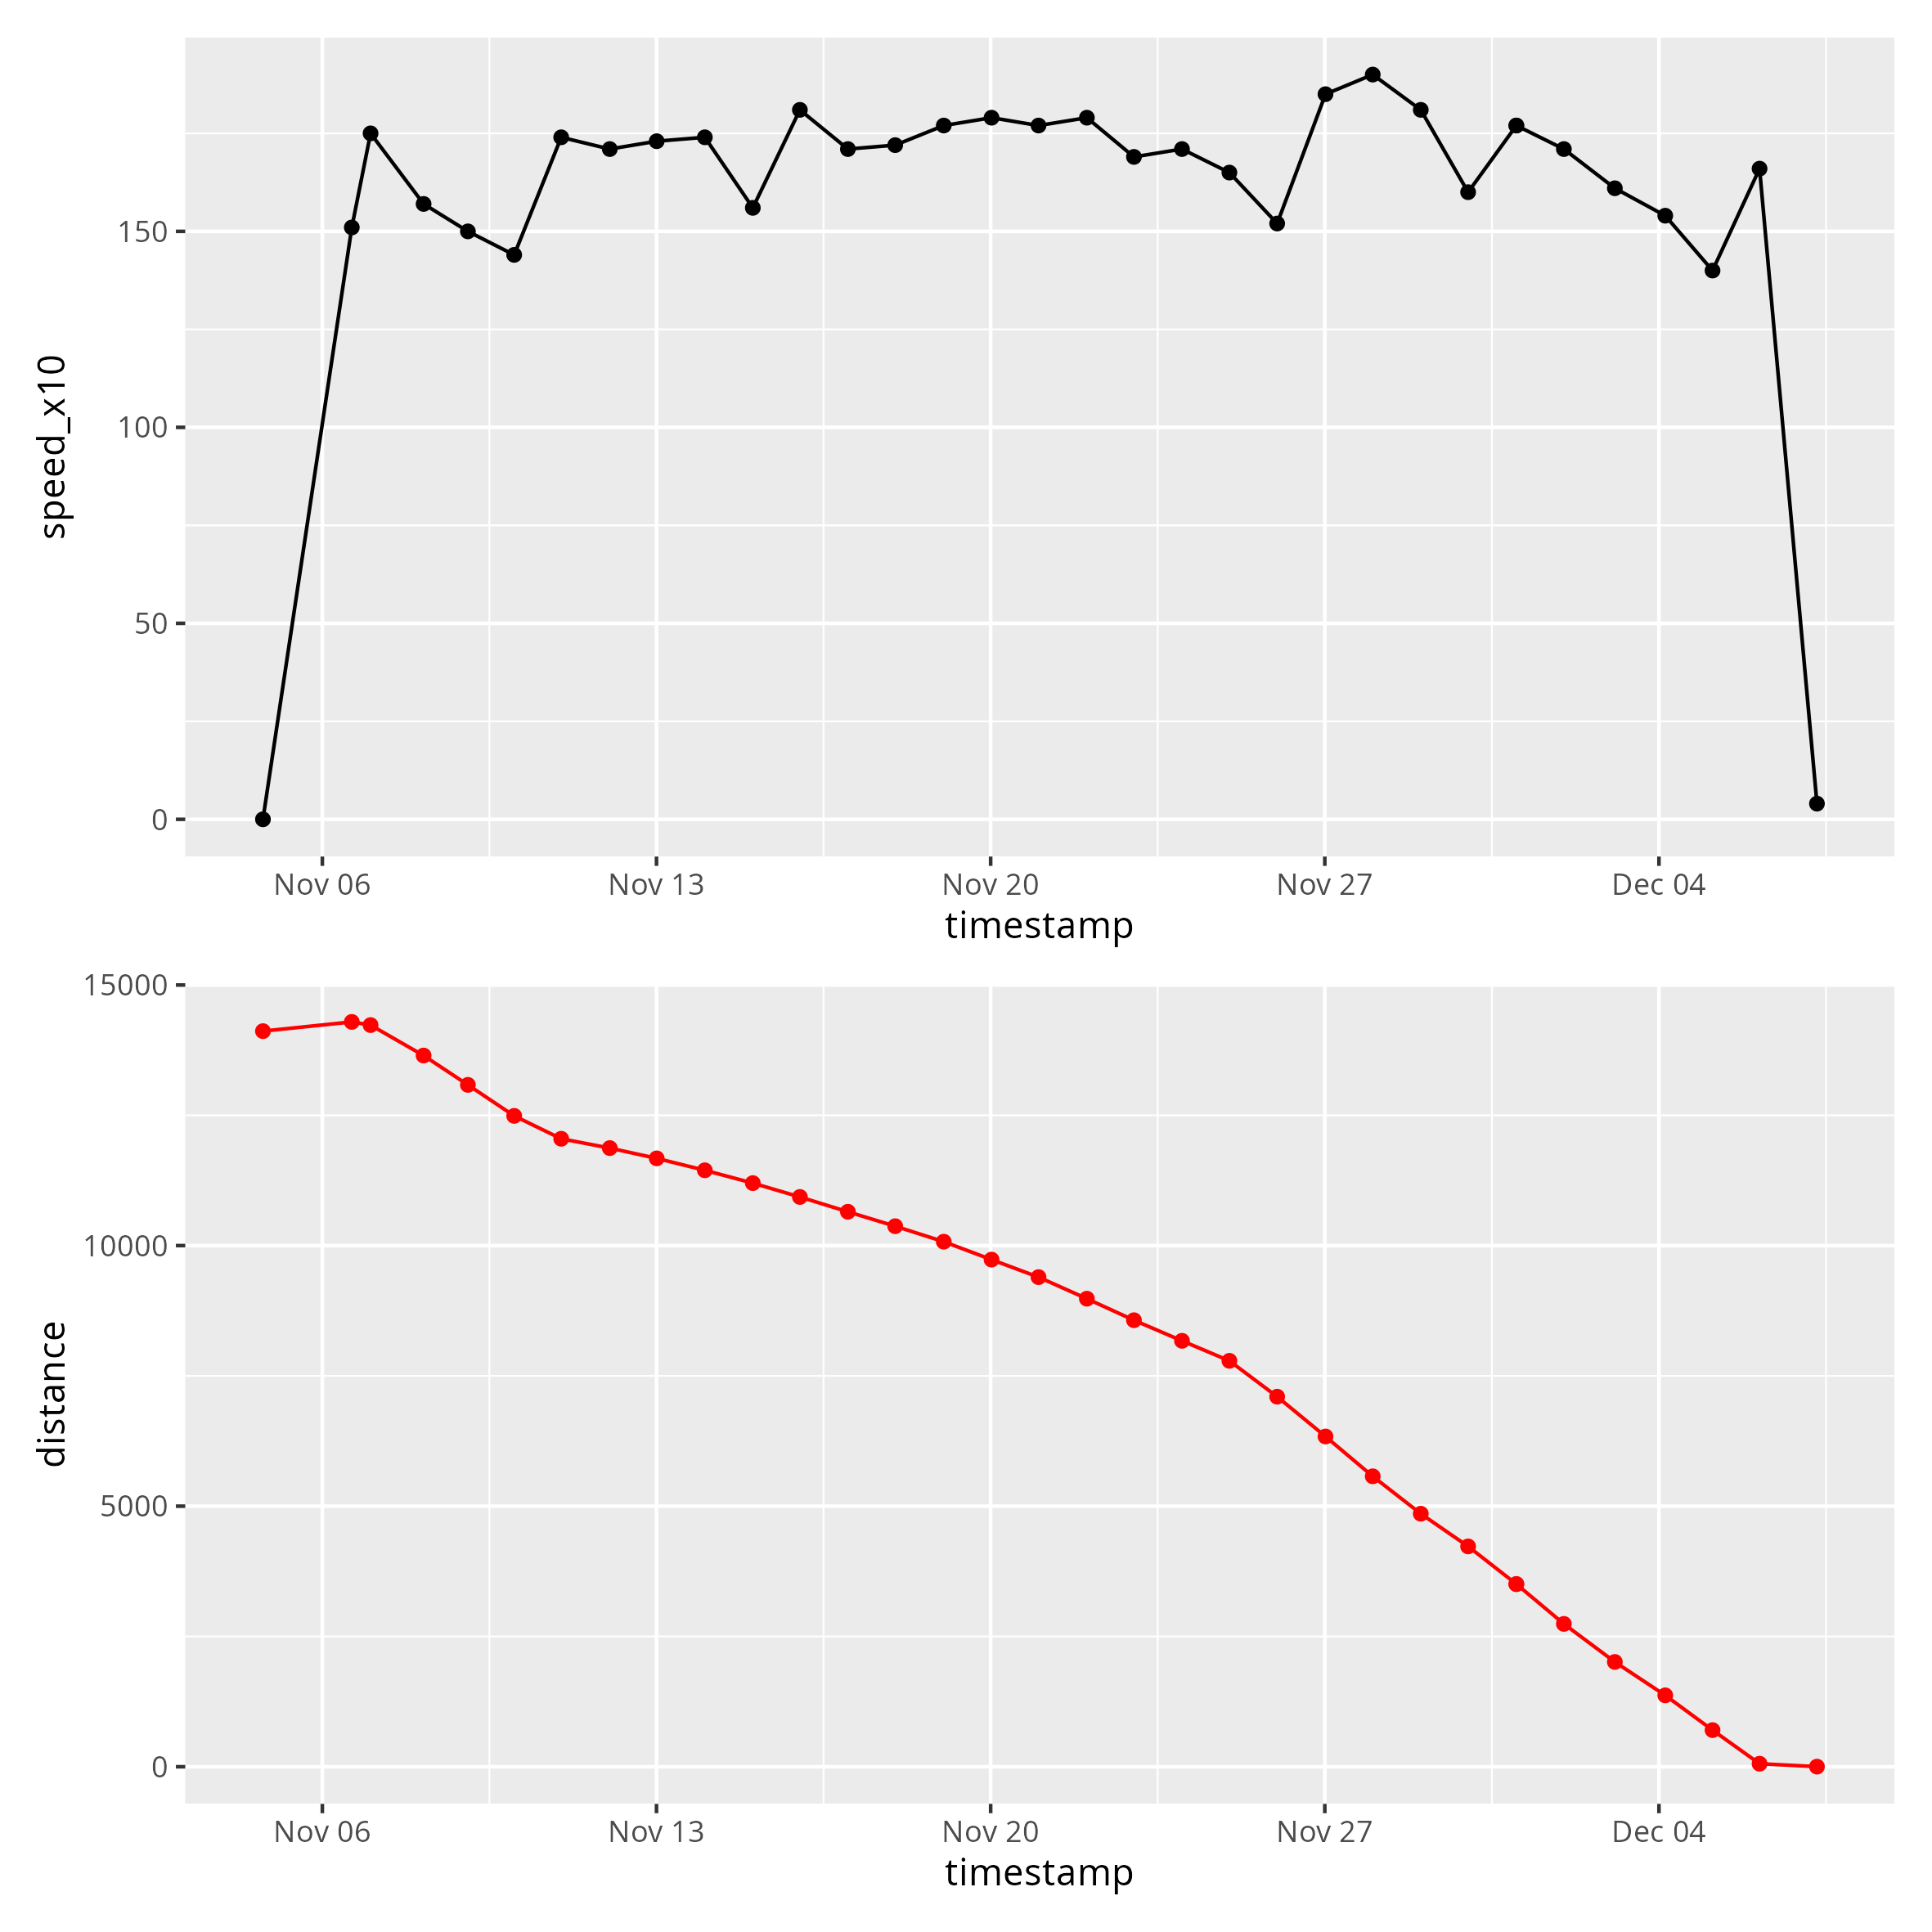 speed_x10
150
100
50
0
Nov 06 Nov 13 Nov 20 Nov 27 Dec 04
timestamp
distance
15000
10000
5000
0
Nov 06 Nov 13 Nov 20 Nov 27 Dec 04
timestamp